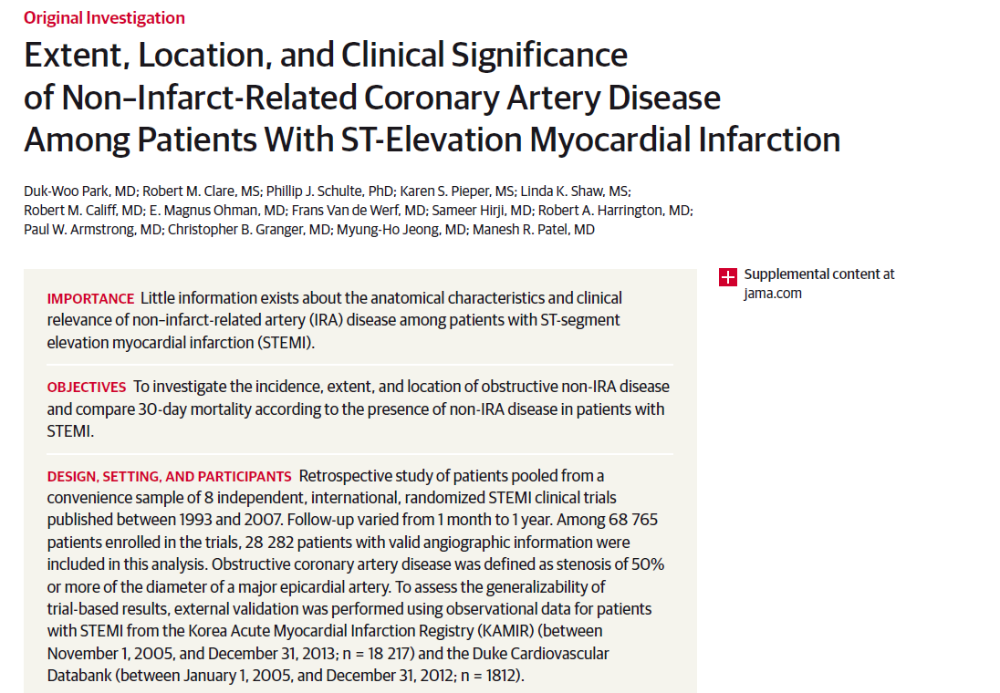 Original Investigation
Extent, Location, and Clinical Significance
of Non–Infarct-Related Coronary Artery Disease
Among Patients With ST-Elevation Myocardial Infarction
Duk-Woo Park, MD; Robert M. Clare, MS; Phillip J. Schulte, PhD; Karen S. Pieper, MS; Linda K. Shaw, MS;
Robert M. Califf, MD; E. Magnus Ohman, MD; Frans Van de Werf, MD; Sameer Hirji, MD; Robert A. Harrington, MD;
Paul W. Armstrong, MD; Christopher B. Granger, MD; Myung-Ho Jeong, MD; Manesh R. Patel, MD
IMPORTANCE Little information exists about the anatomical characteristics and clinical
relevance of non–infarct-related artery (IRA) disease among patients with ST-segment
elevation myocardial infarction (STEMI).
OBJECTIVES To investigate the incidence, extent, and location of obstructive non-IRA disease
and compare 30-day mortality according to the presence of non-IRA disease in patients with
STEMI.
DESIGN, SETTING, AND PARTICIPANTS Retrospective study of patients pooled from a
convenience sample of 8 independent, international, randomized STEMI clinical trials
published between 1993 and 2007. Follow-up varied from 1 month to 1 year. Among 68 765
patients enrolled in the trials, 28 282 patients with valid angiographic information were
included in this analysis. Obstructive coronary artery disease was defined as stenosis of 50%
or more of the diameter of a major epicardial artery. To assess the generalizability of
trial-based results, external validation was performed using observational data for patients
with STEMI from the Korea Acute Myocardial Infarction Registry (KAMIR) (between
November 1, 2005, and December 31, 2013; n = 18 217) and the Duke Cardiovascular
Databank (between January 1, 2005, and December 31, 2012; n = 1812).
Supplemental content at
jama.com